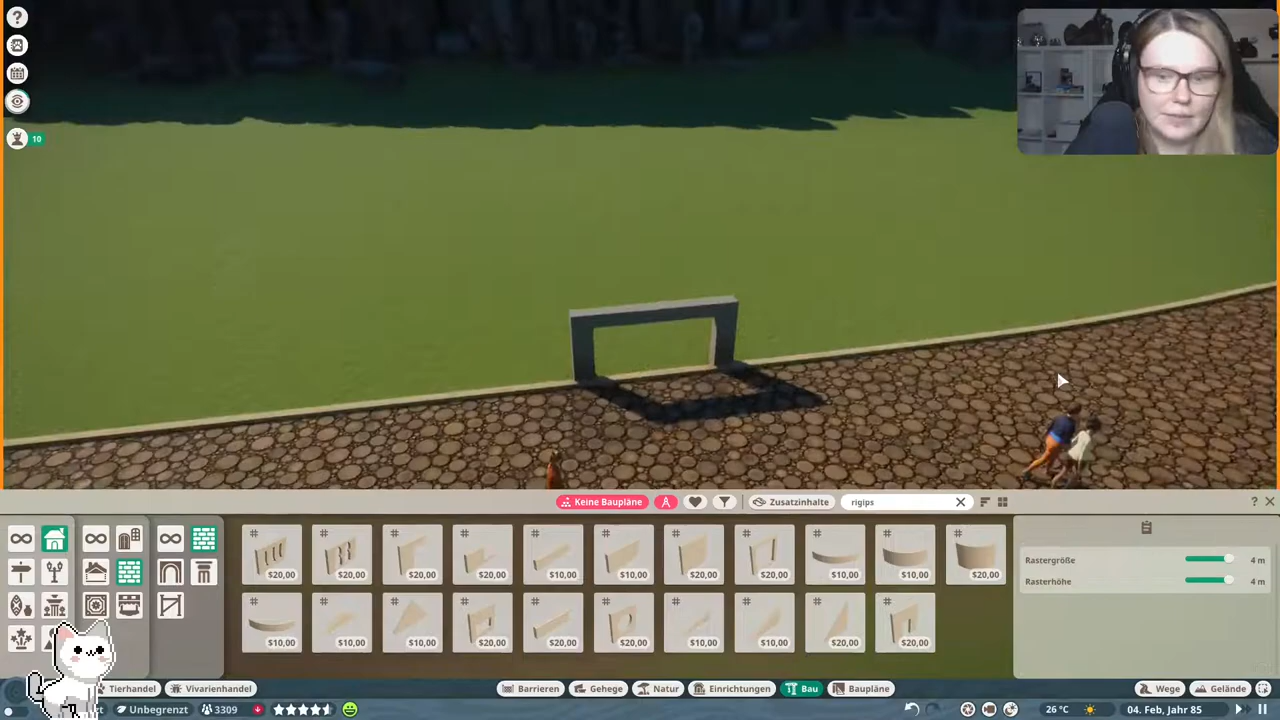 ?
10
Keine Baupläne
Zusatzinhalte
rigips
?
$20,00 $20,00 $20,00 $20,00 $10,00 $10,00 $20,00 $20,00 $10,00 $10,00 $20,00
$10,00 $10,00 $20,00 $20,00 $20,00 $20,00 $10,00 $10,00 $20,00 $20,00
Rastergröße 4 m
Rasterhöhe 4 m
Tierhandel Vivarienhandel Barrieren Gehege Natur Einrichtungen Bau Baupläne Wege Gelände
Unbegrenzt 3309 26 °C 04. Feb, Jahr 85